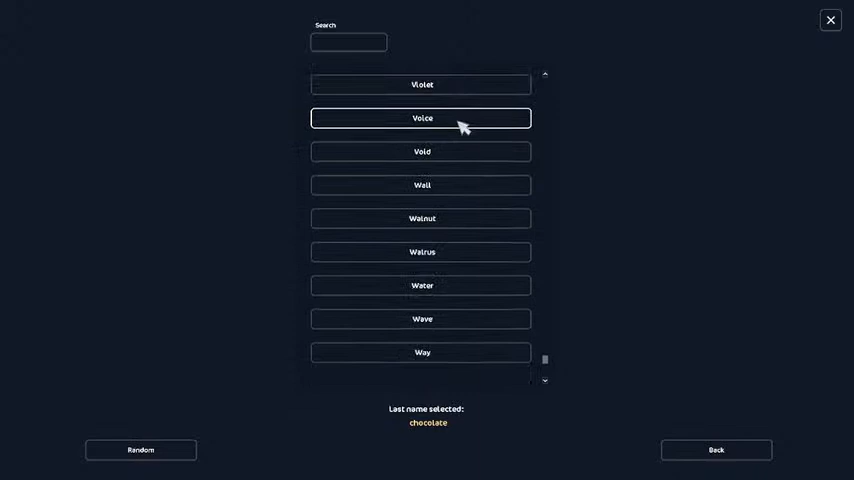 Search
Violet
Voice
Void
Wall
Walnut
Walrus
Water
Wave
Way
Last name selected:
chocolate
Random
Back